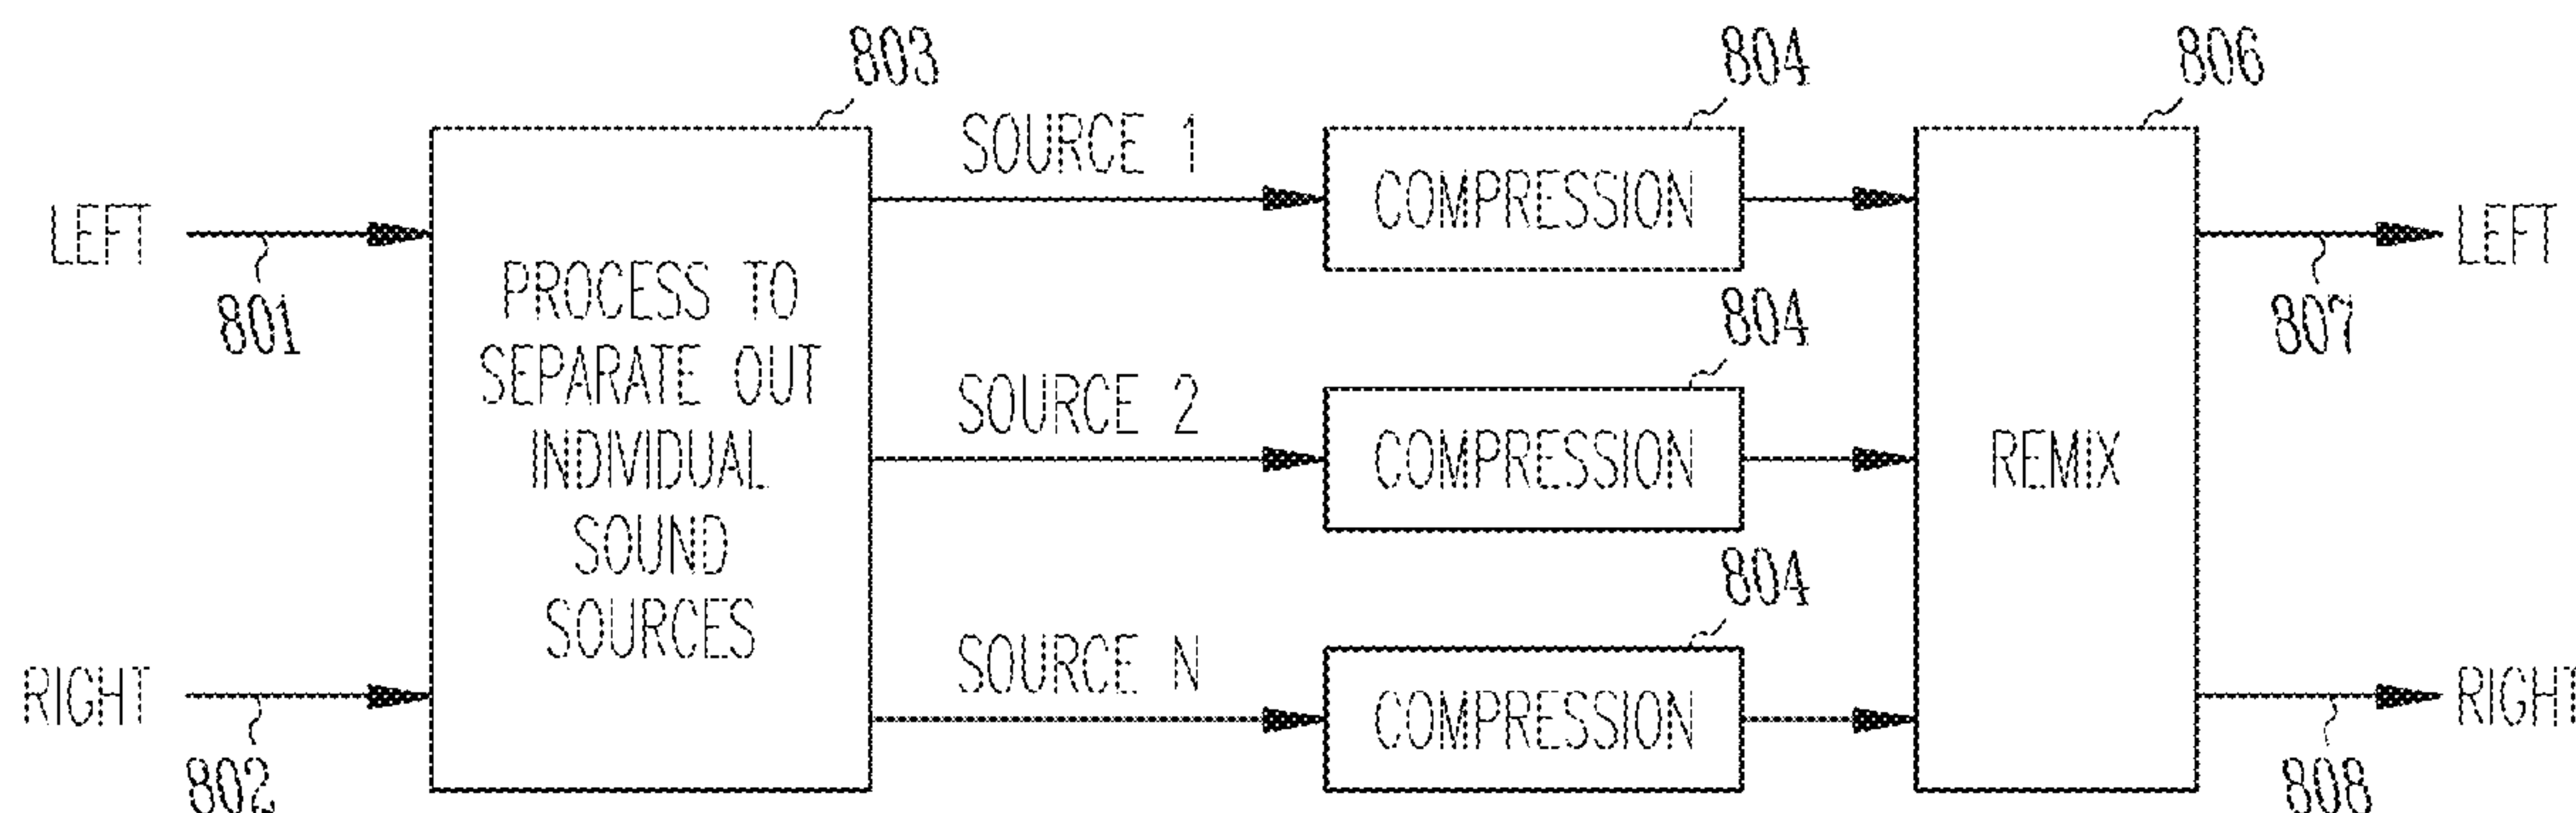 803
804
806
SOURCE 1
COMPRESSION
LEFT
801
LEFT
807
PROCESS TO
SEPARATE OUT
INDIVIDUAL
SOUND
SOURCES
804
SOURCE 2
COMPRESSION
REMIX
804
SOURCE N
COMPRESSION
RIGHT
802
RIGHT
808